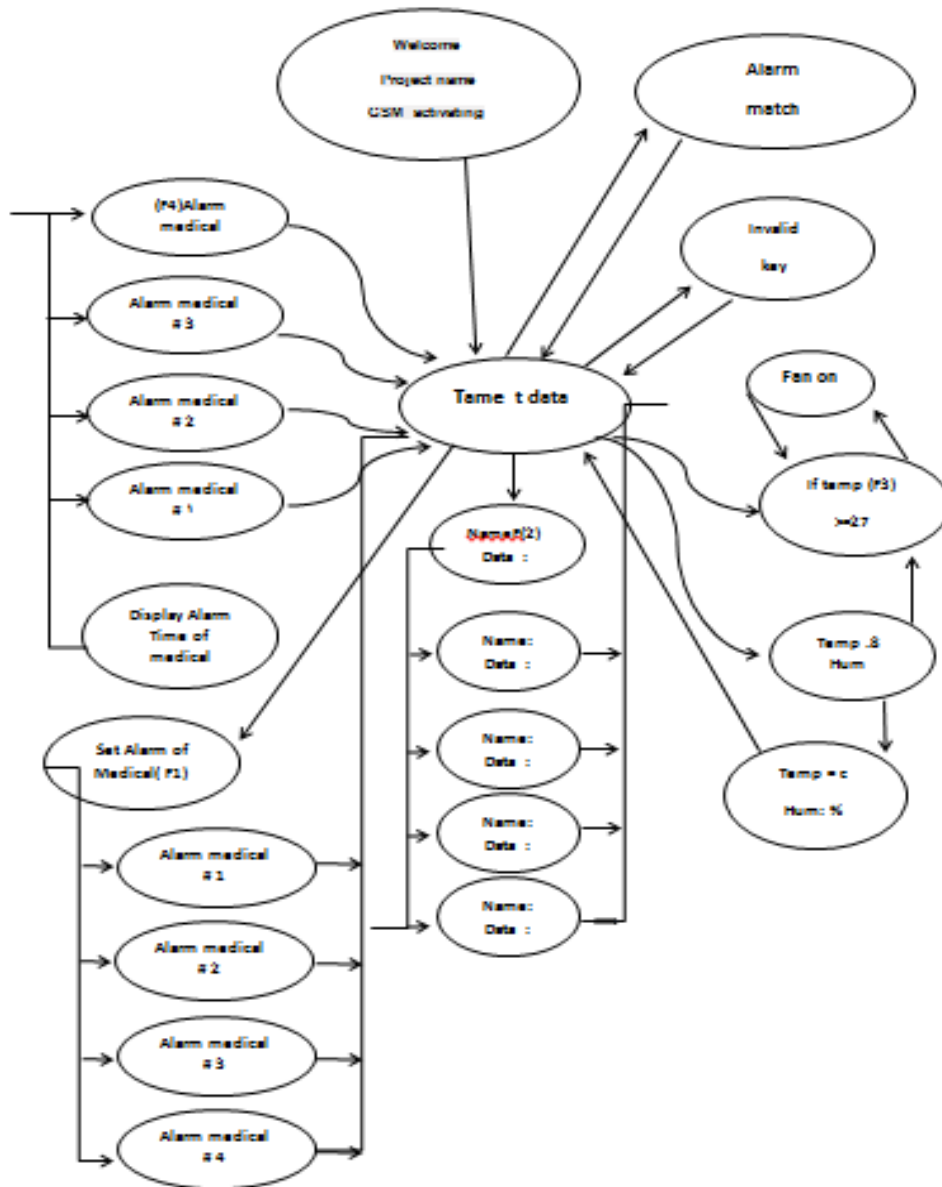 Welcome
Project name
GSM activating
Alarm
match
(F4)Alarm
medical
Invalid
key
Alarm medical
# 3
Fan on
Tame t data
Alarm medical
# 2
If temp (F3)
>=27
Alarm medical
# ١
NameF(2)
Data :
Display Alarm
Time of
medical
Name:
Data :
Temp .&
Hum
Set Alarm of
Medical( F1)
Name:
Data :
Temp = c
Hum: %
Name:
Data :
Alarm medical
# 1
Name:
Data :
Alarm medical
# 2
Alarm medical
# 3
Alarm medical
# 4